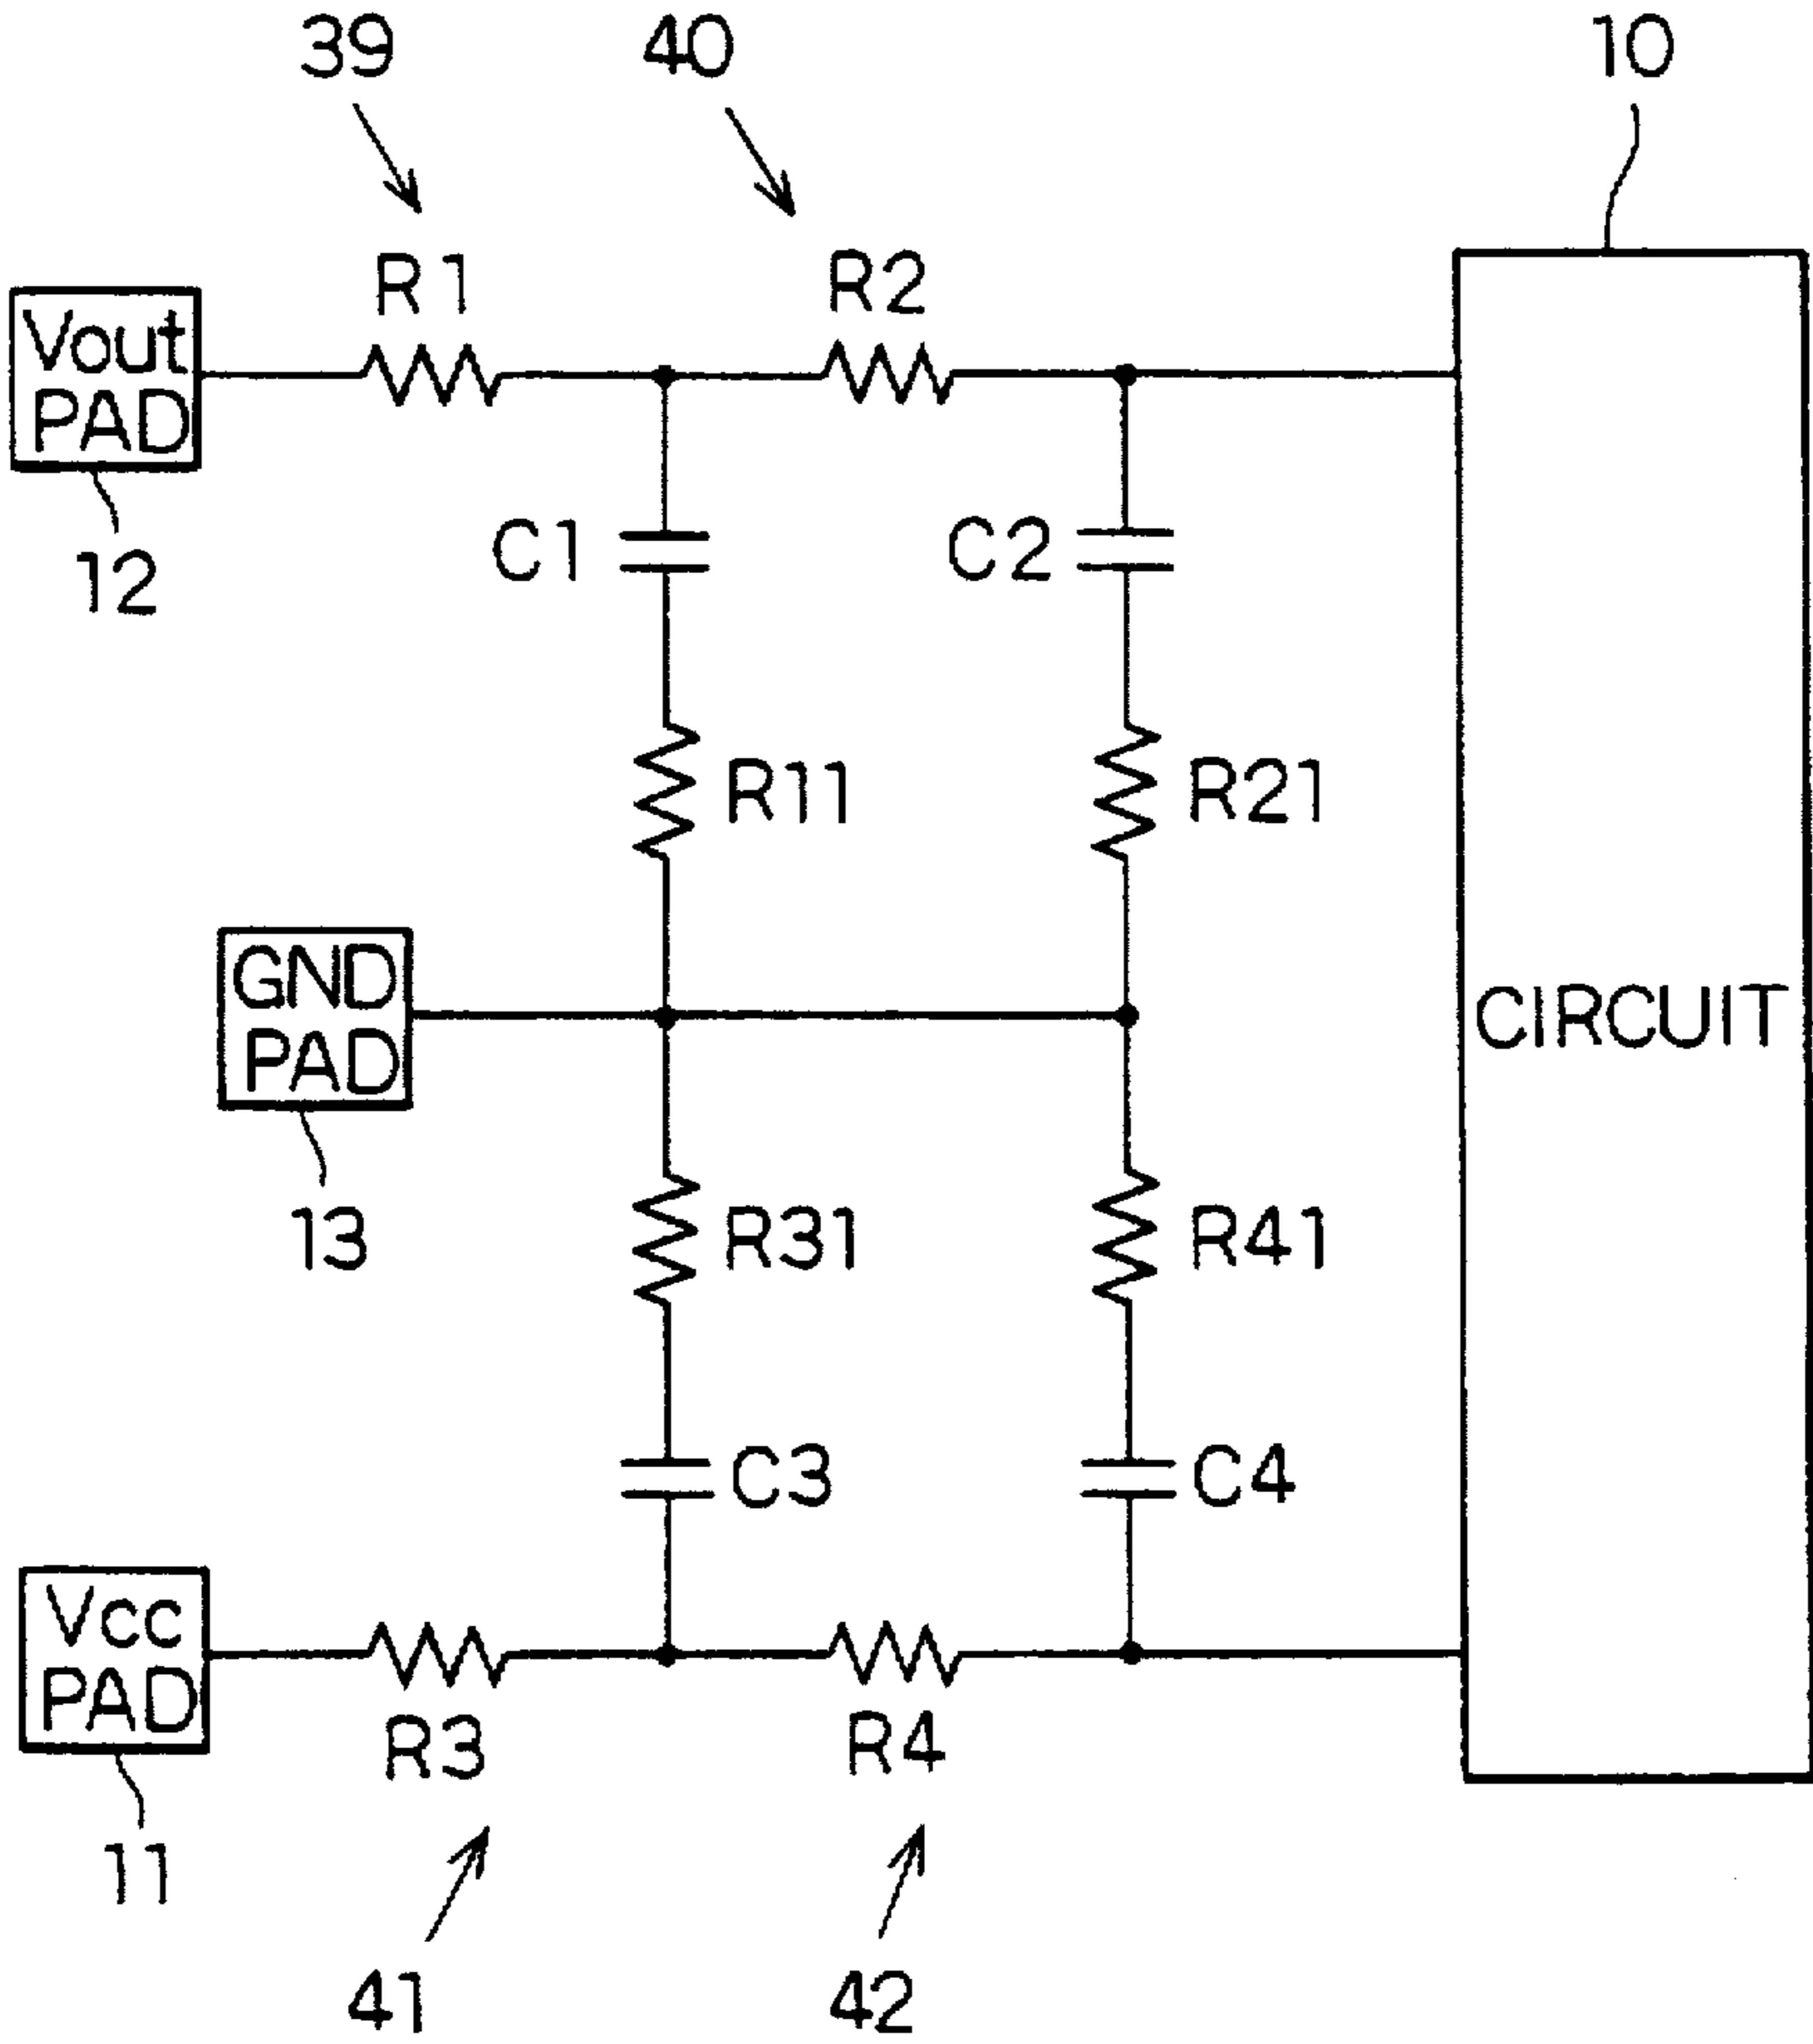 39
40
10
R1
R2
Vout
PAD
12
C1
C2
R11
R21
GND
PAD
13
CIRCUIT
R31
R41
C3
C4
Vcc
PAD
11
R3
R4
41
42